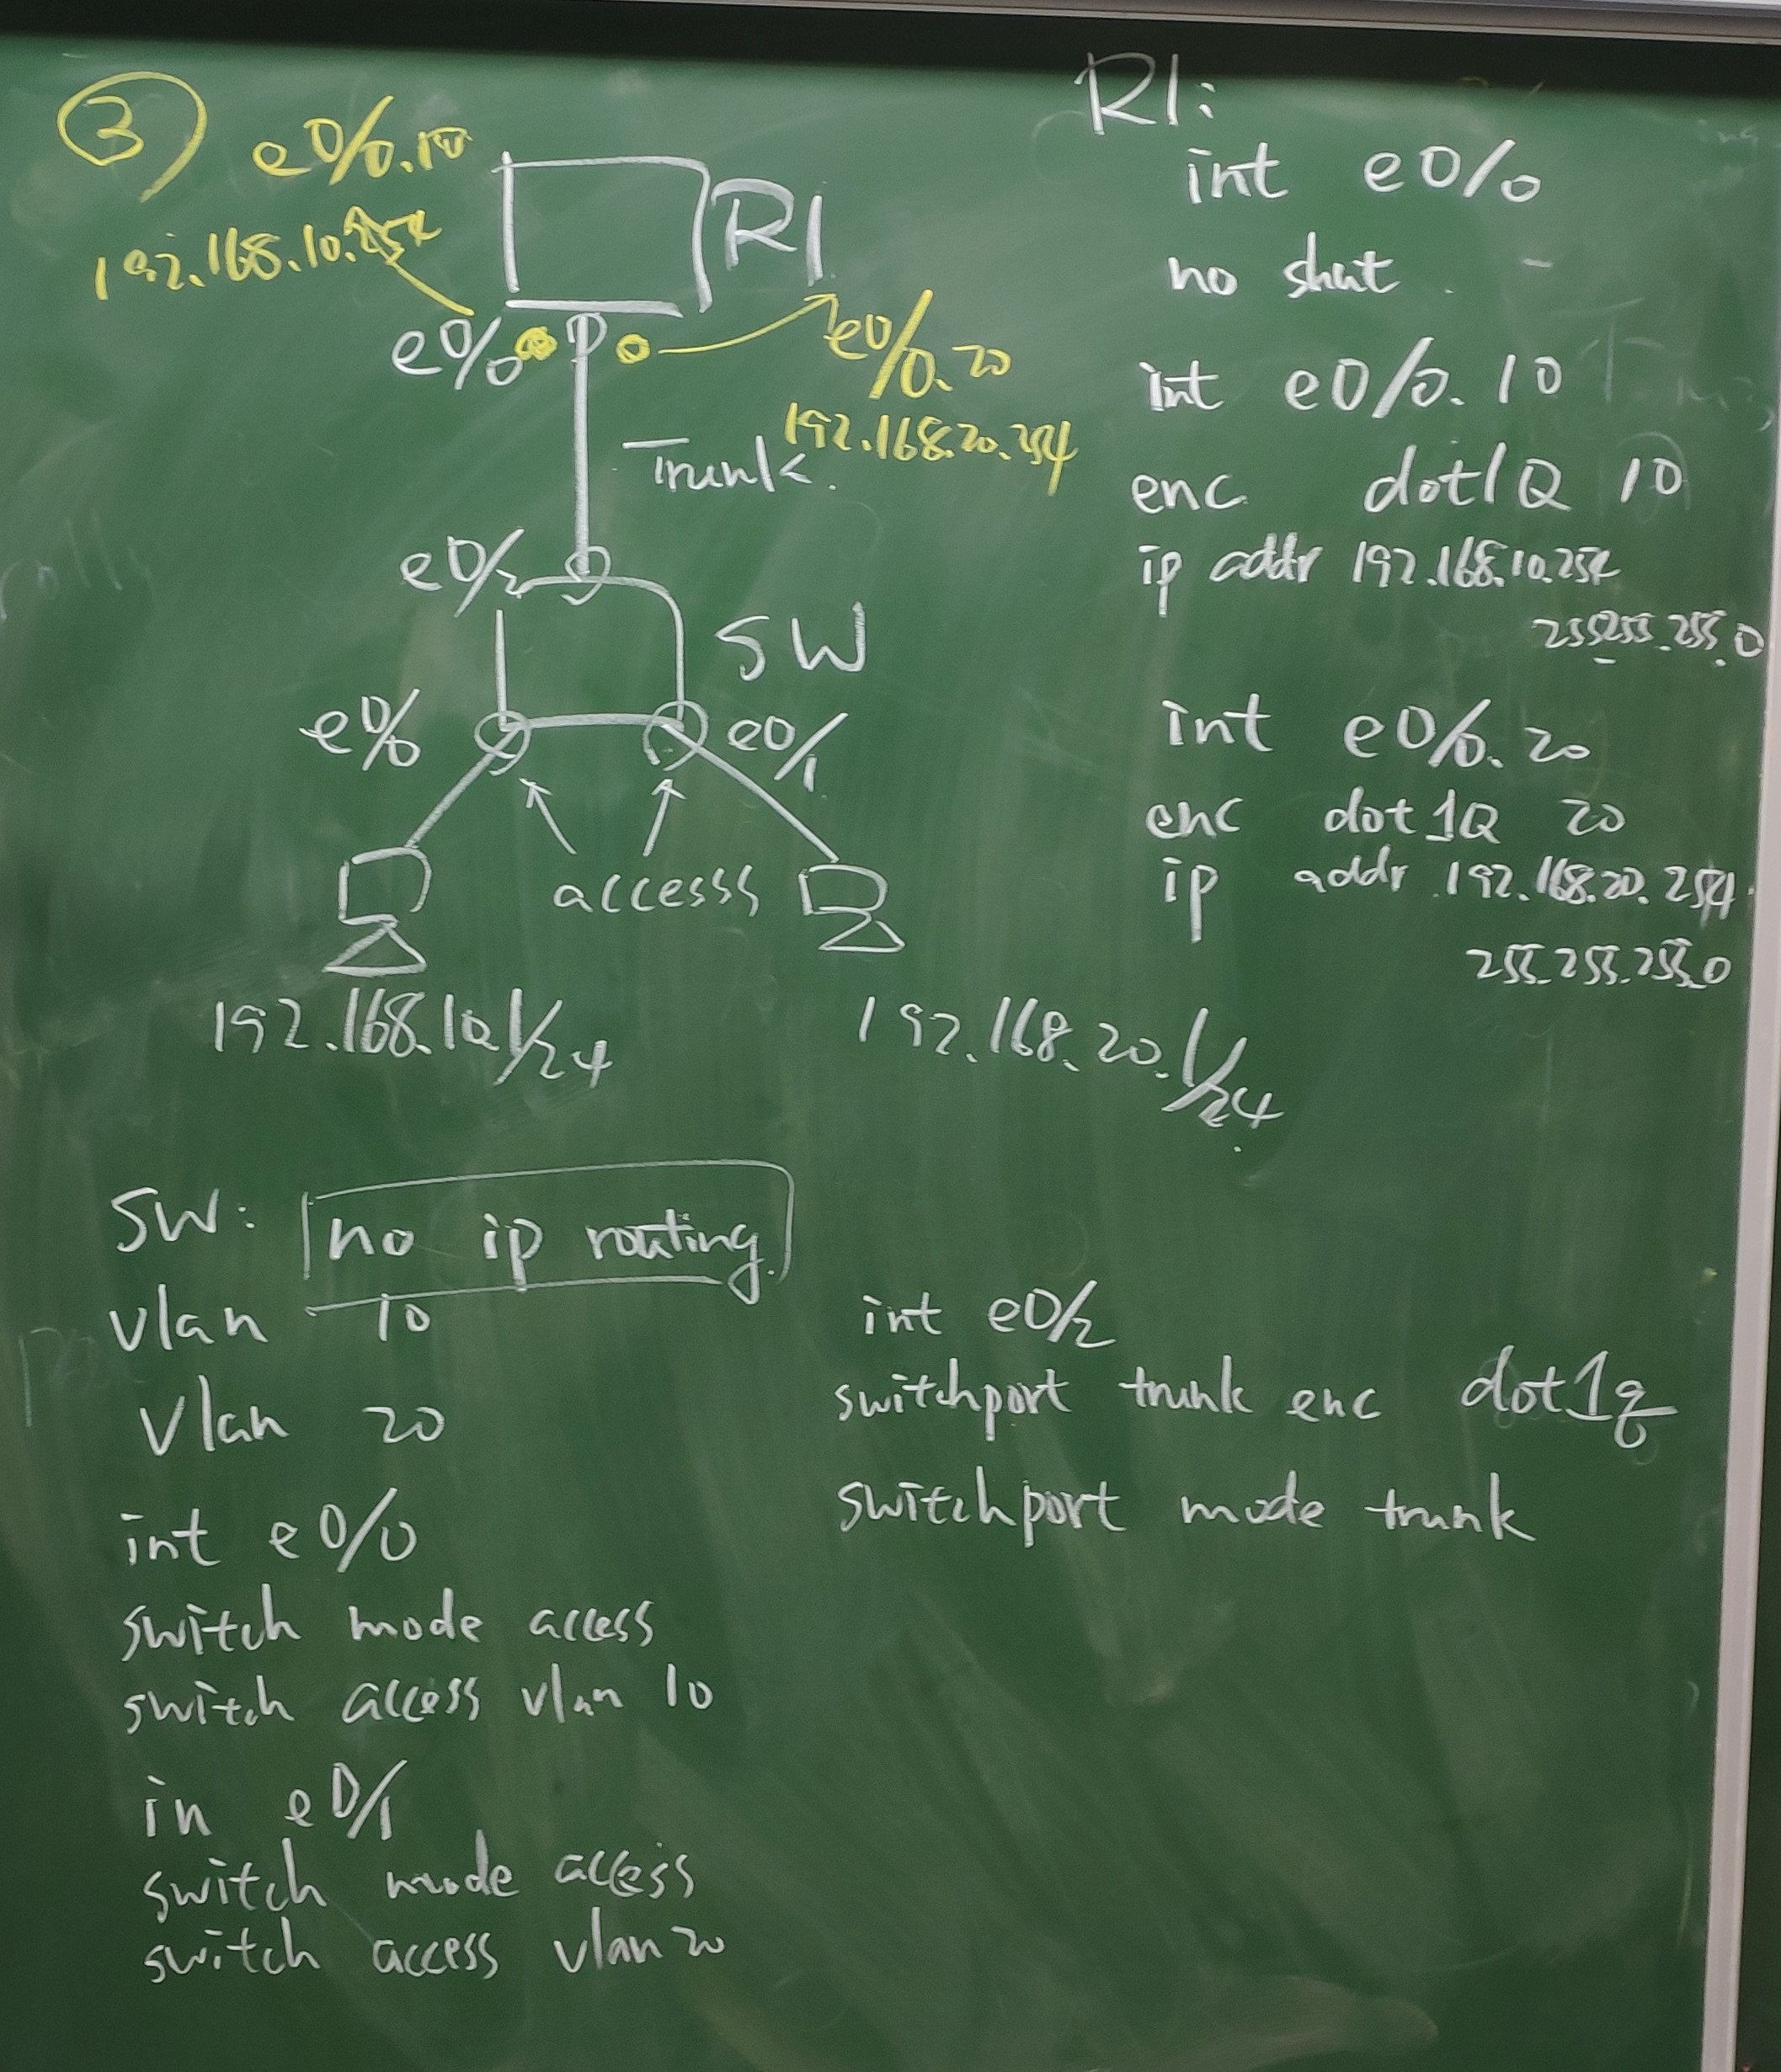 ③
e0/0.10
192.168.10.254
R1
e0/0
e0/0.20
192.168.20.254
Trunk.
e0/2
SW
e0/0
e0/1
accesss
192.168.10.1/24
192.168.20.1/24
R1:
int e0/0
no shut
int e0/0.10
enc dot1Q 10
ip addr 192.168.10.254
255.255.255.0
int e0/0.20
enc dot1Q 20
ip addr 192.168.20.254
255.255.255.0
SW: no ip routing
vlan 10
vlan 20
int e0/0
switch mode access
switch access vlan 10
in e0/1
switch mode access
switch access vlan 20
int e0/2
switchport trunk enc dot1q
switchport mode trunk